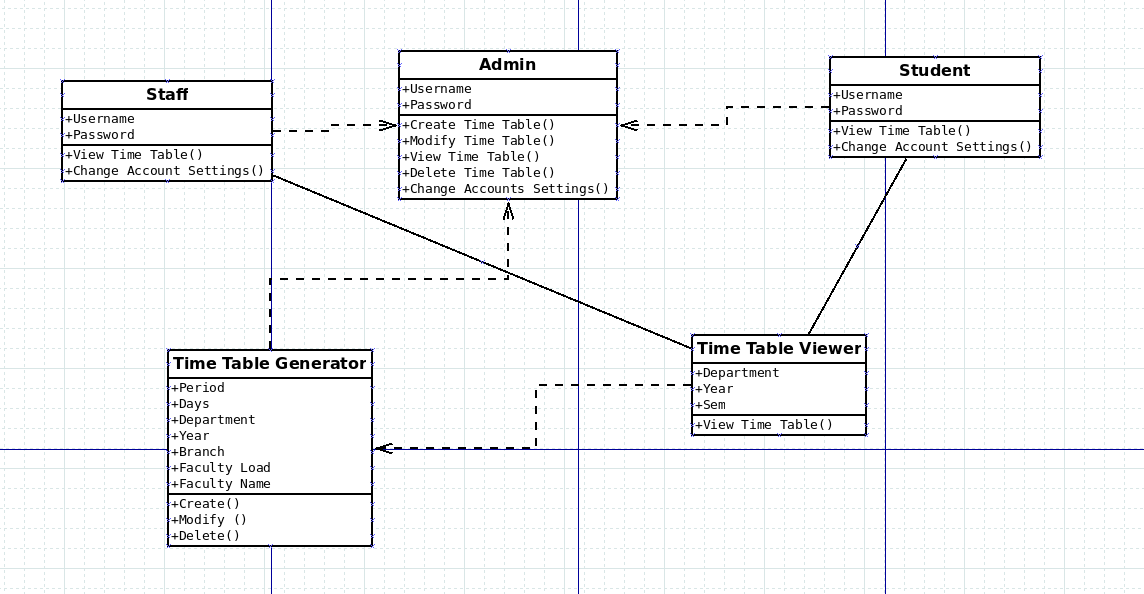 Staff
+Username
+Password
+View Time Table()
+Change Account Settings()
Admin
+Username
+Password
+Create Time Table()
+Modify Time Table()
+View Time Table()
+Delete Time Table()
+Change Accounts Settings()
Student
+Username
+Password
+View Time Table()
+Change Account Settings()
Time Table Generator
+Period
+Days
+Department
+Year
+Branch
+Faculty Load
+Faculty Name
+Create()
+Modify ()
+Delete()
Time Table Viewer
+Department
+Year
+Sem
+View Time Table()